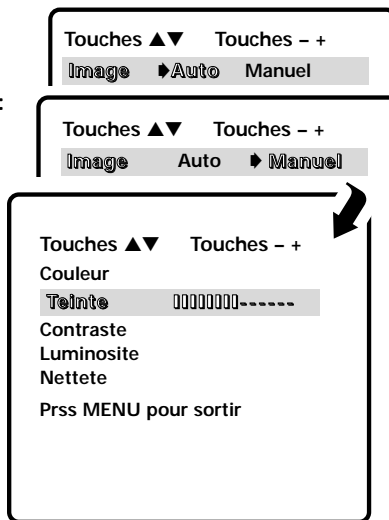 Touches ▲▼ Touches – +
Image ♦Auto Manuel
:
Touches ▲▼ Touches – +
Image Auto ♦ Manuel
Touches ▲▼ Touches – +
Couleur
Teinte ▯▯▯▯▯▯▯▯------
Contraste
Luminosite
Nettete
Prss MENU pour sortir